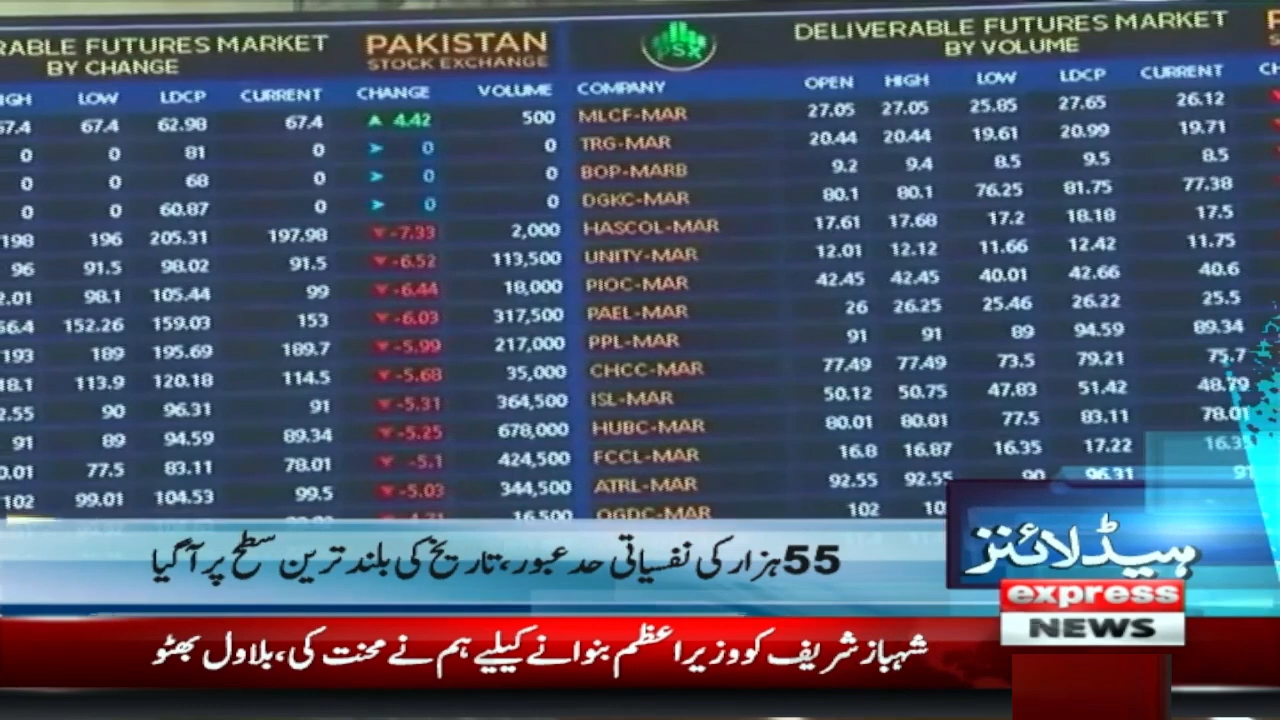 RABLE FUTURES MARKET
BY CHANGE
PAKISTAN
STOCK EXCHANGE
PSX
DELIVERABLE FUTURES MARKET
BY VOLUME
LOW LDCP CURRENT CHANGE VOLUME COMPANY OPEN HIGH LOW LDCP CURRENT
67.4 62.98 67.4 4.42 500 MLCF-MAR 27.05 27.05 25.85 27.65 26.12
0 0 81 0 0 0 TRG-MAR 20.44 20.44 19.61 20.99 19.71
0 0 68 0 0 0 BOP-MARB 9.2 9.4 8.5 9.5 8.5
0 0 60.87 0 0 0 DGKC-MAR 80.1 80.1 76.25 81.75 77.38
198 196 205.31 197.98 -7.33 2,000 HASCOL-MAR 17.61 17.68 17.2 18.18 17.5
96 91.5 98.02 91.5 -6.52 113,500 UNITY-MAR 12.01 12.12 11.66 12.42 11.75
2.01 98.1 105.44 99 -6.44 18,000 PIOC-MAR 42.45 42.45 40.01 42.66 40.6
56.4 152.26 159.03 153 -6.03 317,500 PAEL-MAR 26 26.25 25.46 26.22 25.5
193 189 195.69 189.7 -5.99 217,000 PPL-MAR 91 91 89 94.59 89.34
18.1 113.9 120.18 114.5 -5.68 35,000 CHCC-MAR 77.49 77.49 73.5 79.21 75.7
2.55 90 96.31 91 -5.31 364,500 ISL-MAR 50.12 50.75 47.83 51.42 48.79
91 89 94.59 89.34 -5.25 678,000 HUBC-MAR 80.01 80.01 77.5 83.11 78.01
0.01 77.5 83.11 78.01 -5.1 424,500 FCCL-MAR 16.8 16.87 16.35 17.22
102 99.01 104.53 99.5 -5.03 344,500 ATRL-MAR 92.55 92.55 90 96.31
16,500 OGDC-MAR 102
ہیڈلائنز
55 ہزار کی نفسیاتی حد عبور، تاریخ کی بلند ترین سطح پر آگیا
express
NEWS
شہباز شریف کو وزیراعظم بنوانے کیلیے ہم نے محنت کی، بلاول بھٹو